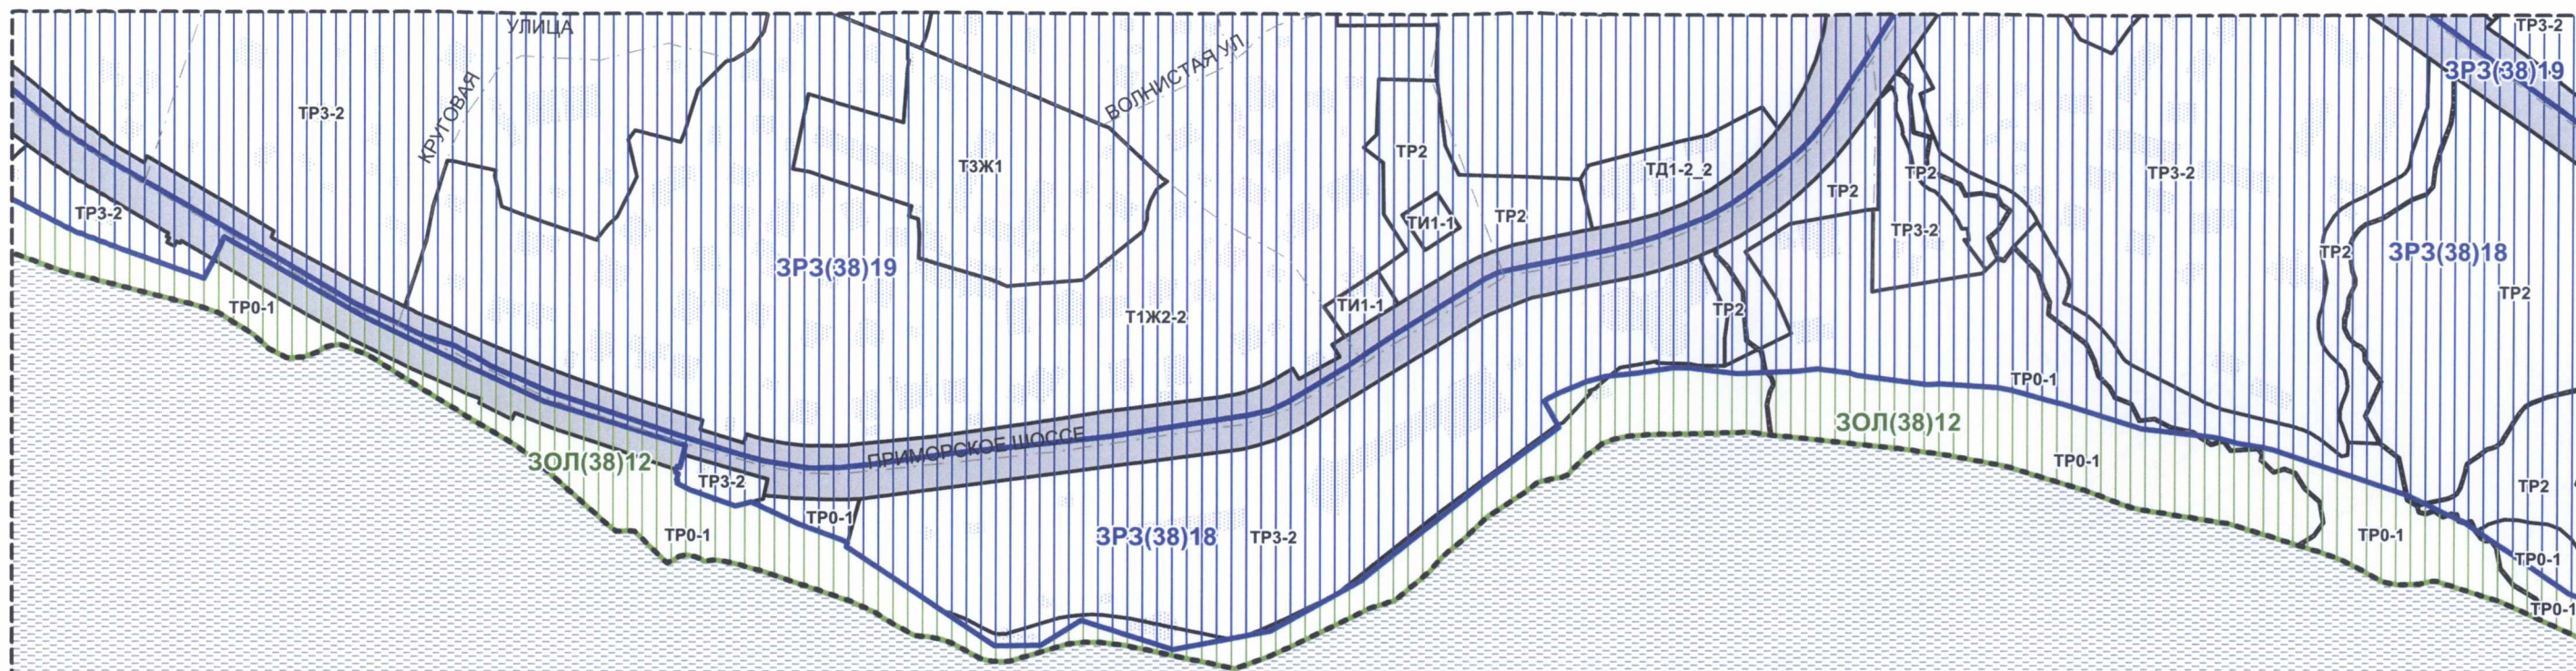 УЛИЦА
ТР3-2
ВОЛНИСТАЯ УЛ
ЗРЗ(38)19
ТР3-2
КРУГОВАЯ
Т3Ж1
ТР2
ТД1-2_2
ТР2
ТР2
ТР3-2
ТР3-2
ТИ1-1
ТР2
ТР3-2
ТР2
ЗРЗ(38)18
ЗРЗ(38)19
ТР2
ТР0-1
ТИ1-1
ТР2
Т1Ж2-2
ТР0-1
ЗОЛ(38)12
ПРИМОРСКОЕ ШОССЕ
ЗОЛ(38)12
ТР0-1
ТР3-2
ТР2
ТР0-1
ТР0-1
ЗРЗ(38)18
ТР3-2
ТР0-1
ТР0-1
ТР0-1